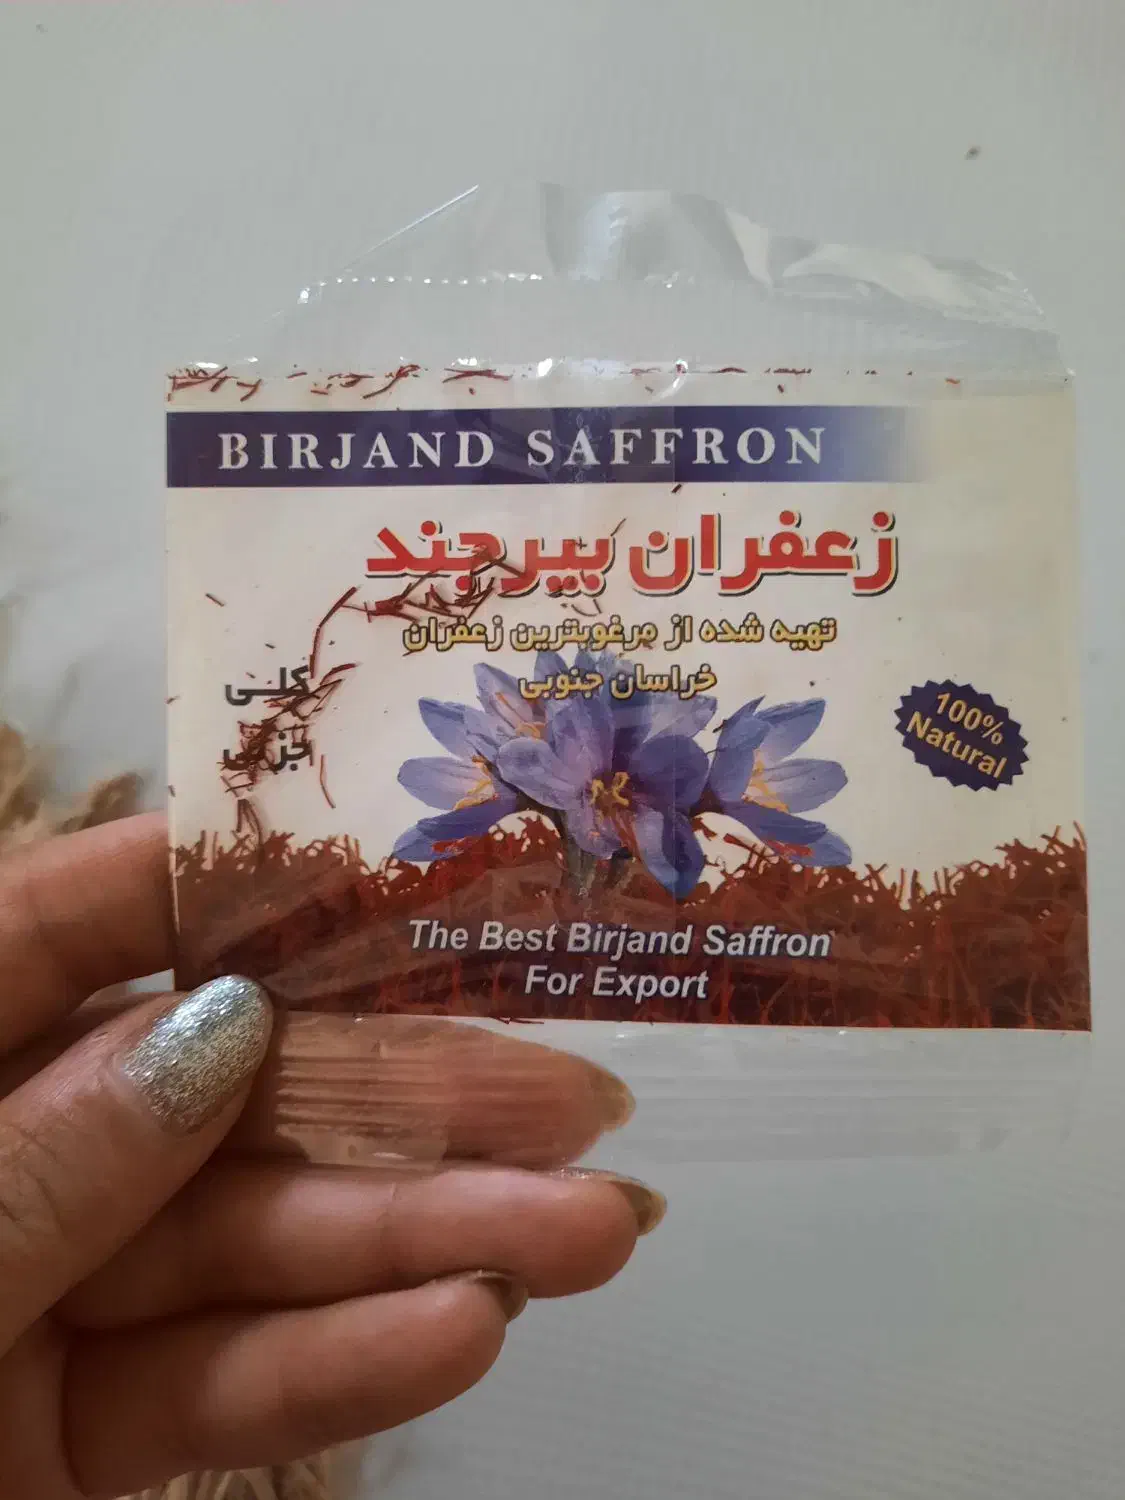 BIRJAND SAFFRON
زعفران بیرجند
تهیه شده از مرغوبترین زعفران
خراسان جنوبی
کلی
جزئی
100%
Natural
The Best Birjand Saffron
For Export